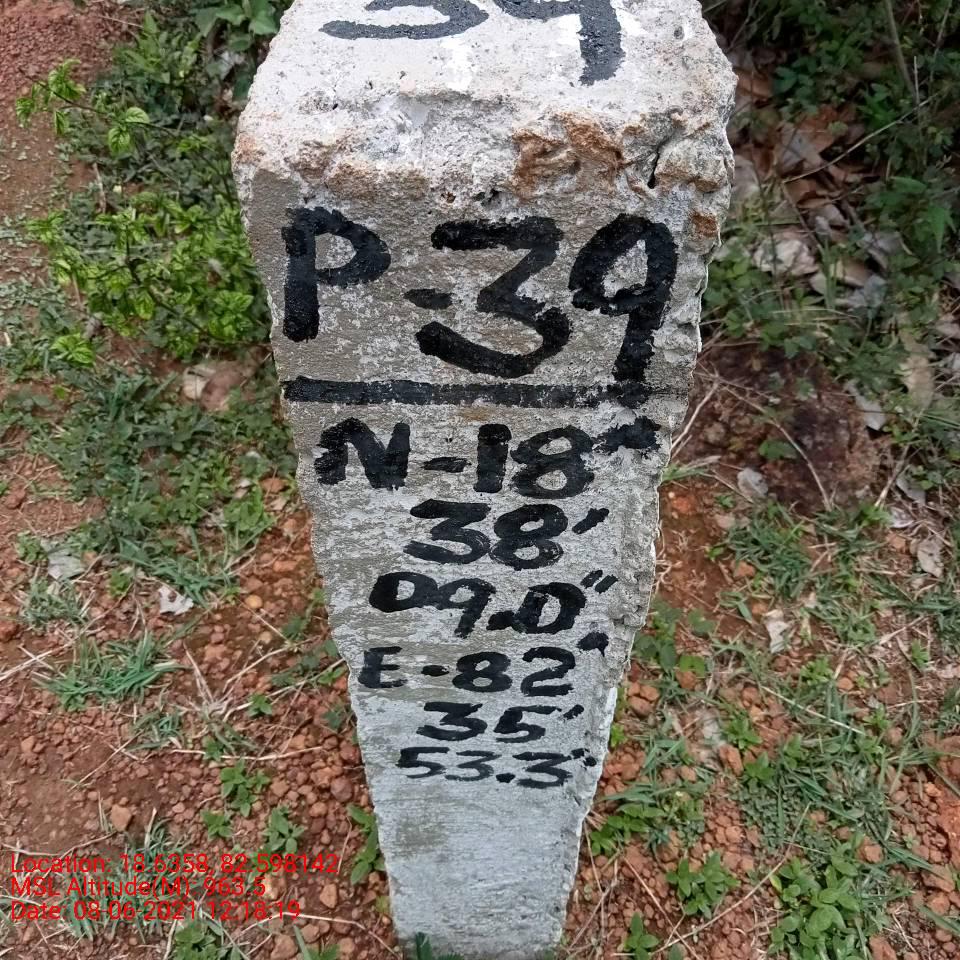 39
P-39
N-18°
38'
09.0"
E-82°
35'
53.3"
Location: 18.6358, 82.598142
MSL Altitude(M): 963.5
Date: 08-06-2021 12:18:19